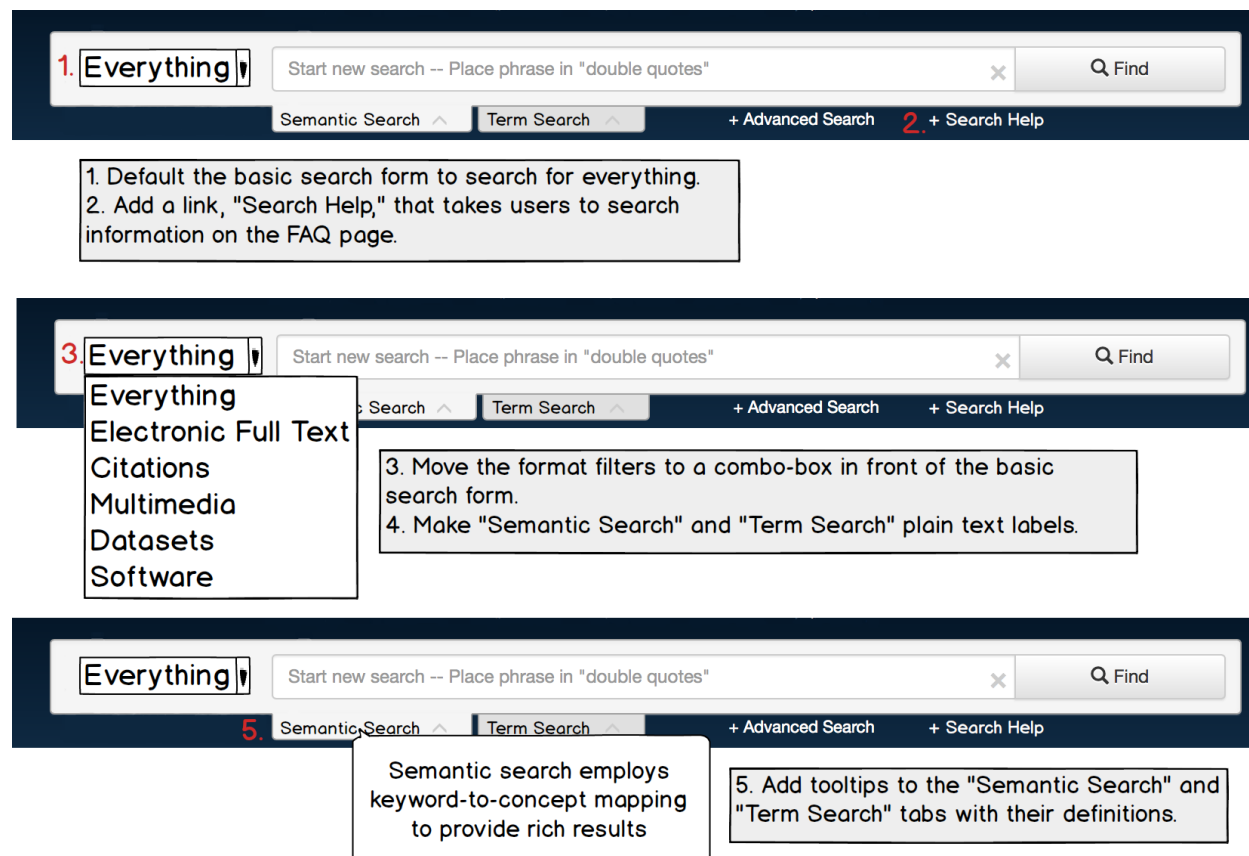 1. Everything Start new search -- Place phrase in "double quotes" × Find
Semantic Search Term Search + Advanced Search 2. + Search Help
1. Default the basic search form to search for everything.
2. Add a link, "Search Help," that takes users to search
information on the FAQ page.
3. Everything Start new search -- Place phrase in "double quotes" × Find
Everything
c Search Term Search + Advanced Search + Search Help
Electronic Full Text
Citations
Multimedia
Datasets
Software
3. Move the format filters to a combo-box in front of the basic
search form.
4. Make "Semantic Search" and "Term Search" plain text labels.
Everything Start new search -- Place phrase in "double quotes" × Find
5. Semantic Search Term Search + Advanced Search + Search Help
Semantic search employs
keyword-to-concept mapping
to provide rich results
5. Add tooltips to the "Semantic Search" and
"Term Search" tabs with their definitions.